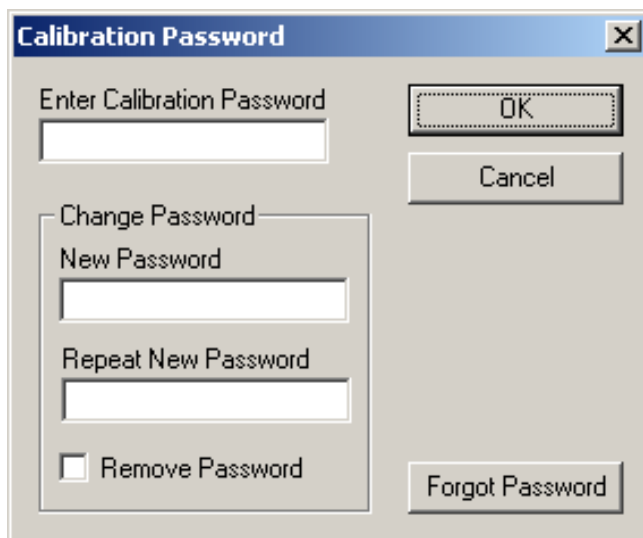 Calibration Password
Enter Calibration Password
OK
Cancel
Change Password
New Password
Repeat New Password
Remove Password
Forgot Password